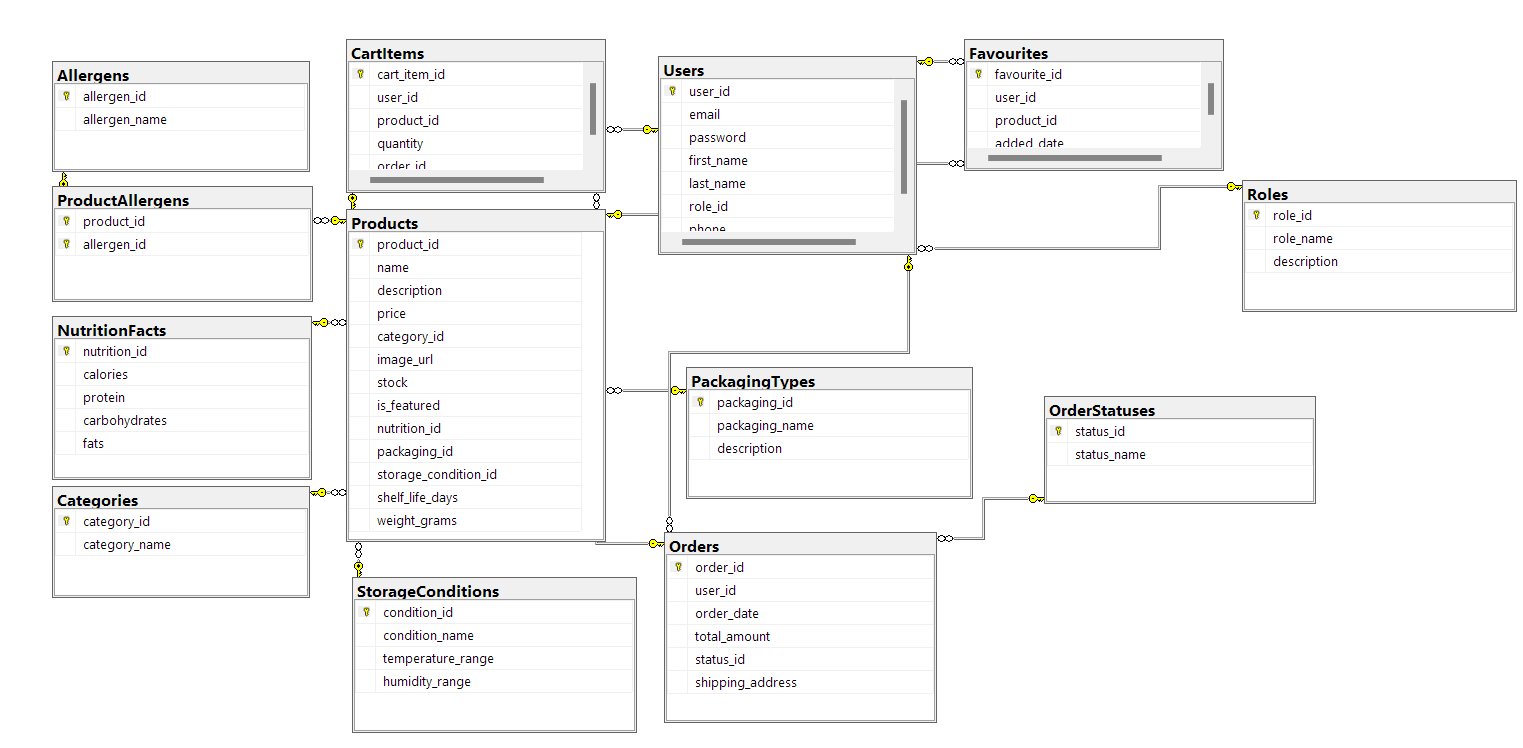 Allergens
allergen_id
allergen_name
CartItems
cart_item_id
user_id
product_id
quantity
order_id
Users
user_id
email
password
first_name
last_name
role_id
phone
Favourites
favourite_id
user_id
product_id
added_date
Roles
role_id
role_name
description
ProductAllergens
product_id
allergen_id
Products
product_id
name
description
price
category_id
image_url
stock
is_featured
nutrition_id
packaging_id
storage_condition_id
shelf_life_days
weight_grams
NutritionFacts
nutrition_id
calories
protein
carbohydrates
fats
PackagingTypes
packaging_id
packaging_name
description
OrderStatuses
status_id
status_name
Categories
category_id
category_name
Orders
order_id
user_id
order_date
total_amount
status_id
shipping_address
StorageConditions
condition_id
condition_name
temperature_range
humidity_range